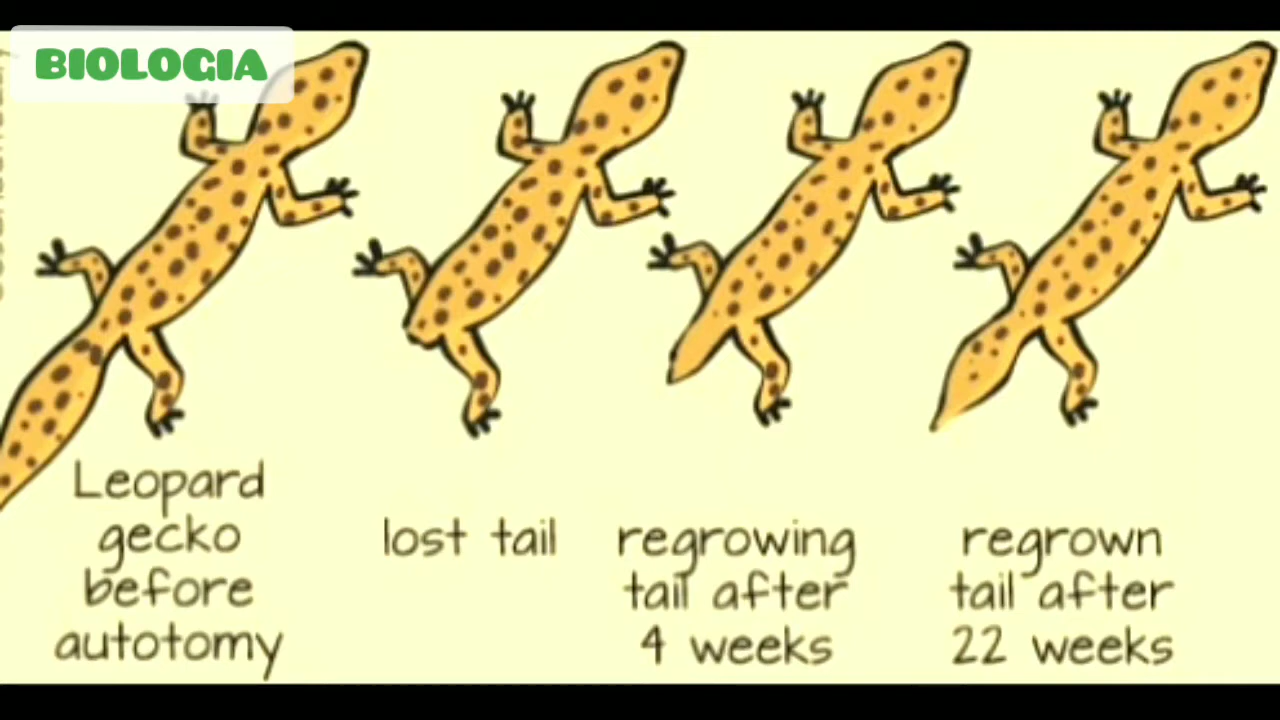 BIOLOGIA
Leopard
gecko
before
autotomy
lost tail
regrowing
tail after
4 weeks
regrown
tail after
22 weeks